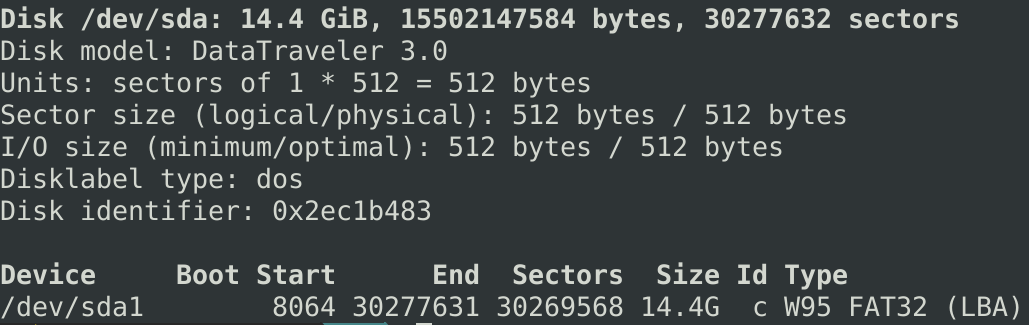 Disk /dev/sda: 14.4 GiB, 15502147584 bytes, 30277632 sectors
Disk model: DataTraveler 3.0
Units: sectors of 1 * 512 = 512 bytes
Sector size (logical/physical): 512 bytes / 512 bytes
I/O size (minimum/optimal): 512 bytes / 512 bytes
Disklabel type: dos
Disk identifier: 0x2ec1b483
Device     Boot Start      End  Sectors  Size Id Type
/dev/sda1        8064 30277631 30269568 14.4G  c W95 FAT32 (LBA)